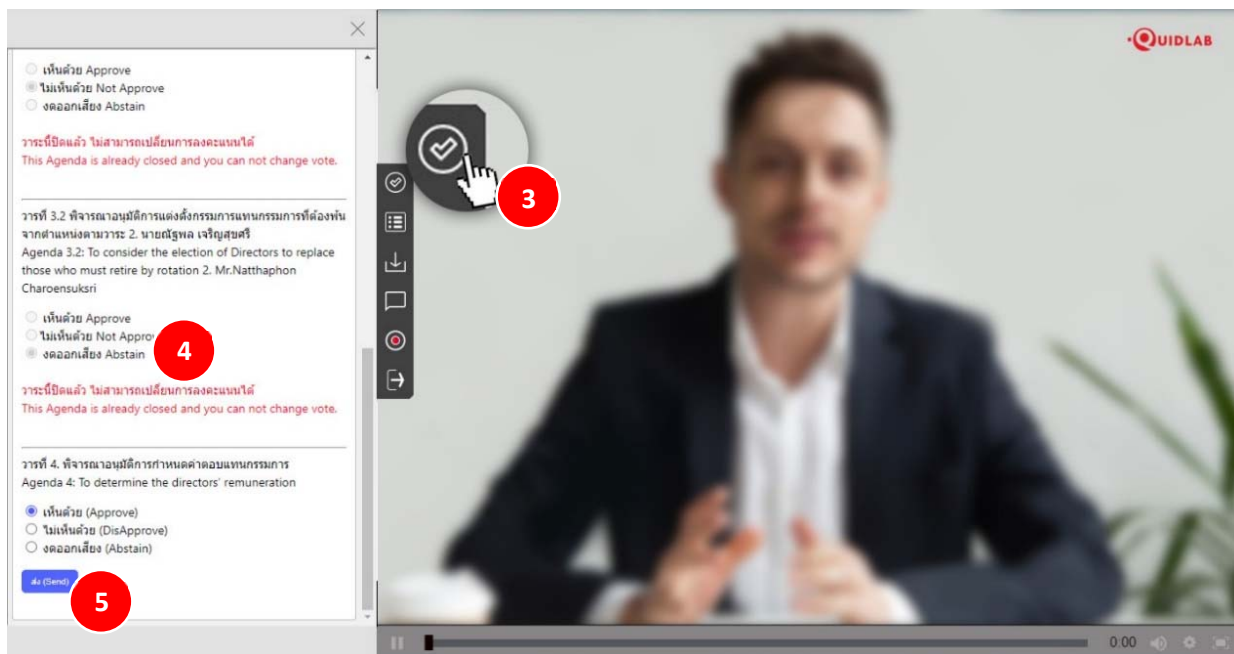 เห็นด้วย Approve
ไม่เห็นด้วย Not Approve
งดออกเสียง Abstain
วาระนี้ปิดแล้ว ไม่สามารถเปลี่ยนการลงคะแนนได้
This Agenda is already closed and you can not change vote.
วารที่ 3.2 พิจารณาอนุมัติการแต่งตั้งกรรมการแทนกรรมการที่ต้องพ้น
จากตำแหน่งตามวาระ 2. นายณัฐพล เจริญสุขศรี
Agenda 3.2: To consider the election of Directors to replace
those who must retire by rotation 2. Mr.Natthaphon
Charoensuksri
เห็นด้วย Approve
ไม่เห็นด้วย Not Appro
งดออกเสียง Abstain
4
วาระนี้ปิดแล้ว ไม่สามารถเปลี่ยนการลงคะแนนได้
This Agenda is already closed and you can not change vote.
วารที่ 4. พิจารณาอนุมัติการกำหนดค่าตอบแทนกรรมการ
Agenda 4: To determine the directors' remuneration
เห็นด้วย (Approve)
ไม่เห็นด้วย (DisApprove)
งดออกเสียง (Abstain)
ส่ง (Send)
5
QUIDLAB
3
0:00